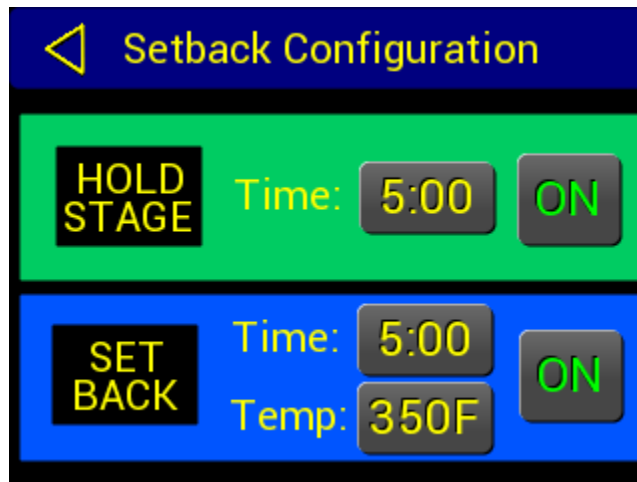 Setback Configuration
HOLD
STAGE
Time: 5:00 ON
SET
BACK
Time: 5:00
Temp: 350F
ON